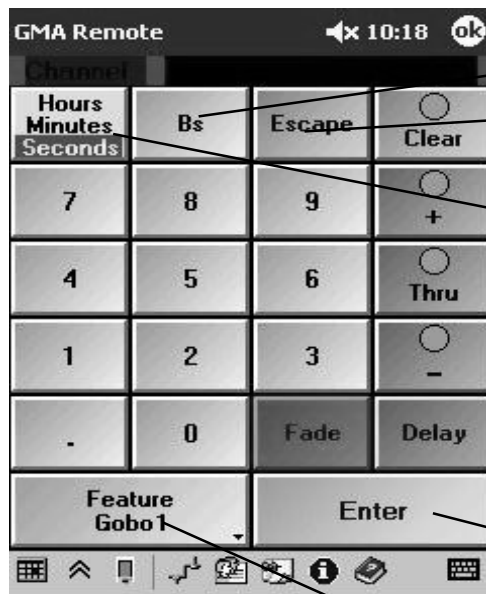 GMA Remote 10:18 ok
Channel
Hours
Minutes
Seconds
Bs
Escape
Clear
7
8
9
+
4
5
6
Thru
1
2
3
-
.
0
Fade
Delay
Feature
Gobo1
Enter